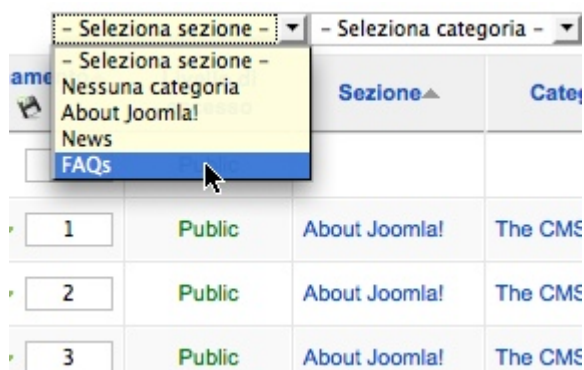 – Seleziona sezione –
– Seleziona categoria –
– Seleziona sezione –
Nessuna categoria
About Joomla!
News
FAQs
Sezione
1 Public About Joomla! The CMS
2 Public About Joomla! The CMS
3 Public About Joomla! The CMS